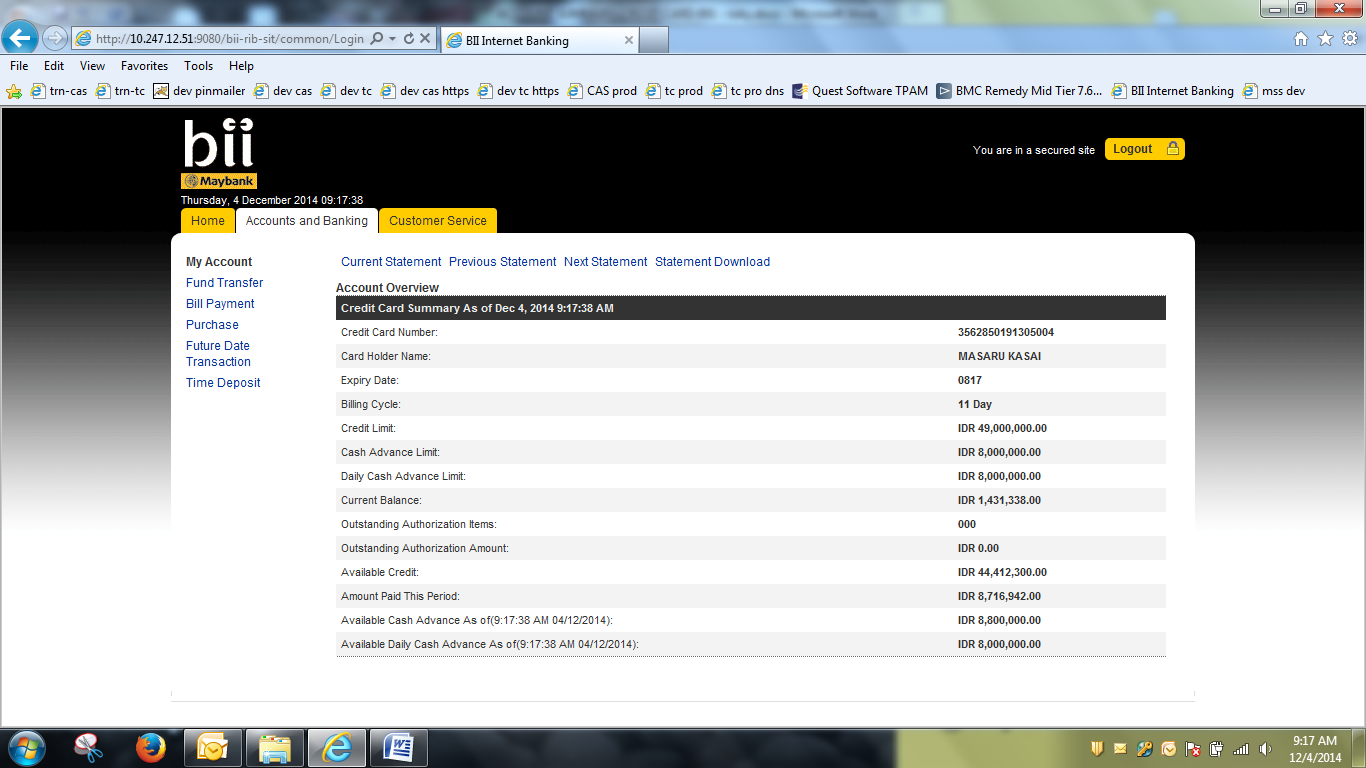 http://10.247.12.51:9080/bii-rib-sit/common/Login
BII Internet Banking
File Edit View Favorites Tools Help
trn-cas trn-tc dev pinmailer dev cas dev tc dev cas https dev tc https CAS prod tc prod tc pro dns Quest Software TPAM BMC Remedy Mid Tier 7.6... BII Internet Banking mss dev
bii
Maybank
You are in a secured site Logout
Thursday, 4 December 2014 09:17:38
Home Accounts and Banking Customer Service
My Account
Fund Transfer
Bill Payment
Purchase
Future Date
Transaction
Time Deposit
Current Statement Previous Statement Next Statement Statement Download
Account Overview
Credit Card Summary As of Dec 4, 2014 9:17:38 AM
Credit Card Number: 3562850191305004
Card Holder Name: MASARU KASAI
Expiry Date: 0817
Billing Cycle: 11 Day
Credit Limit: IDR 49,000,000.00
Cash Advance Limit: IDR 8,000,000.00
Daily Cash Advance Limit: IDR 8,000,000.00
Current Balance: IDR 1,431,338.00
Outstanding Authorization Items: 000
Outstanding Authorization Amount: IDR 0.00
Available Credit: IDR 44,412,300.00
Amount Paid This Period: IDR 8,716,942.00
Available Cash Advance As of(9:17:38 AM 04/12/2014): IDR 8,800,000.00
Available Daily Cash Advance As of(9:17:38 AM 04/12/2014): IDR 8,000,000.00
9:17 AM
12/4/2014